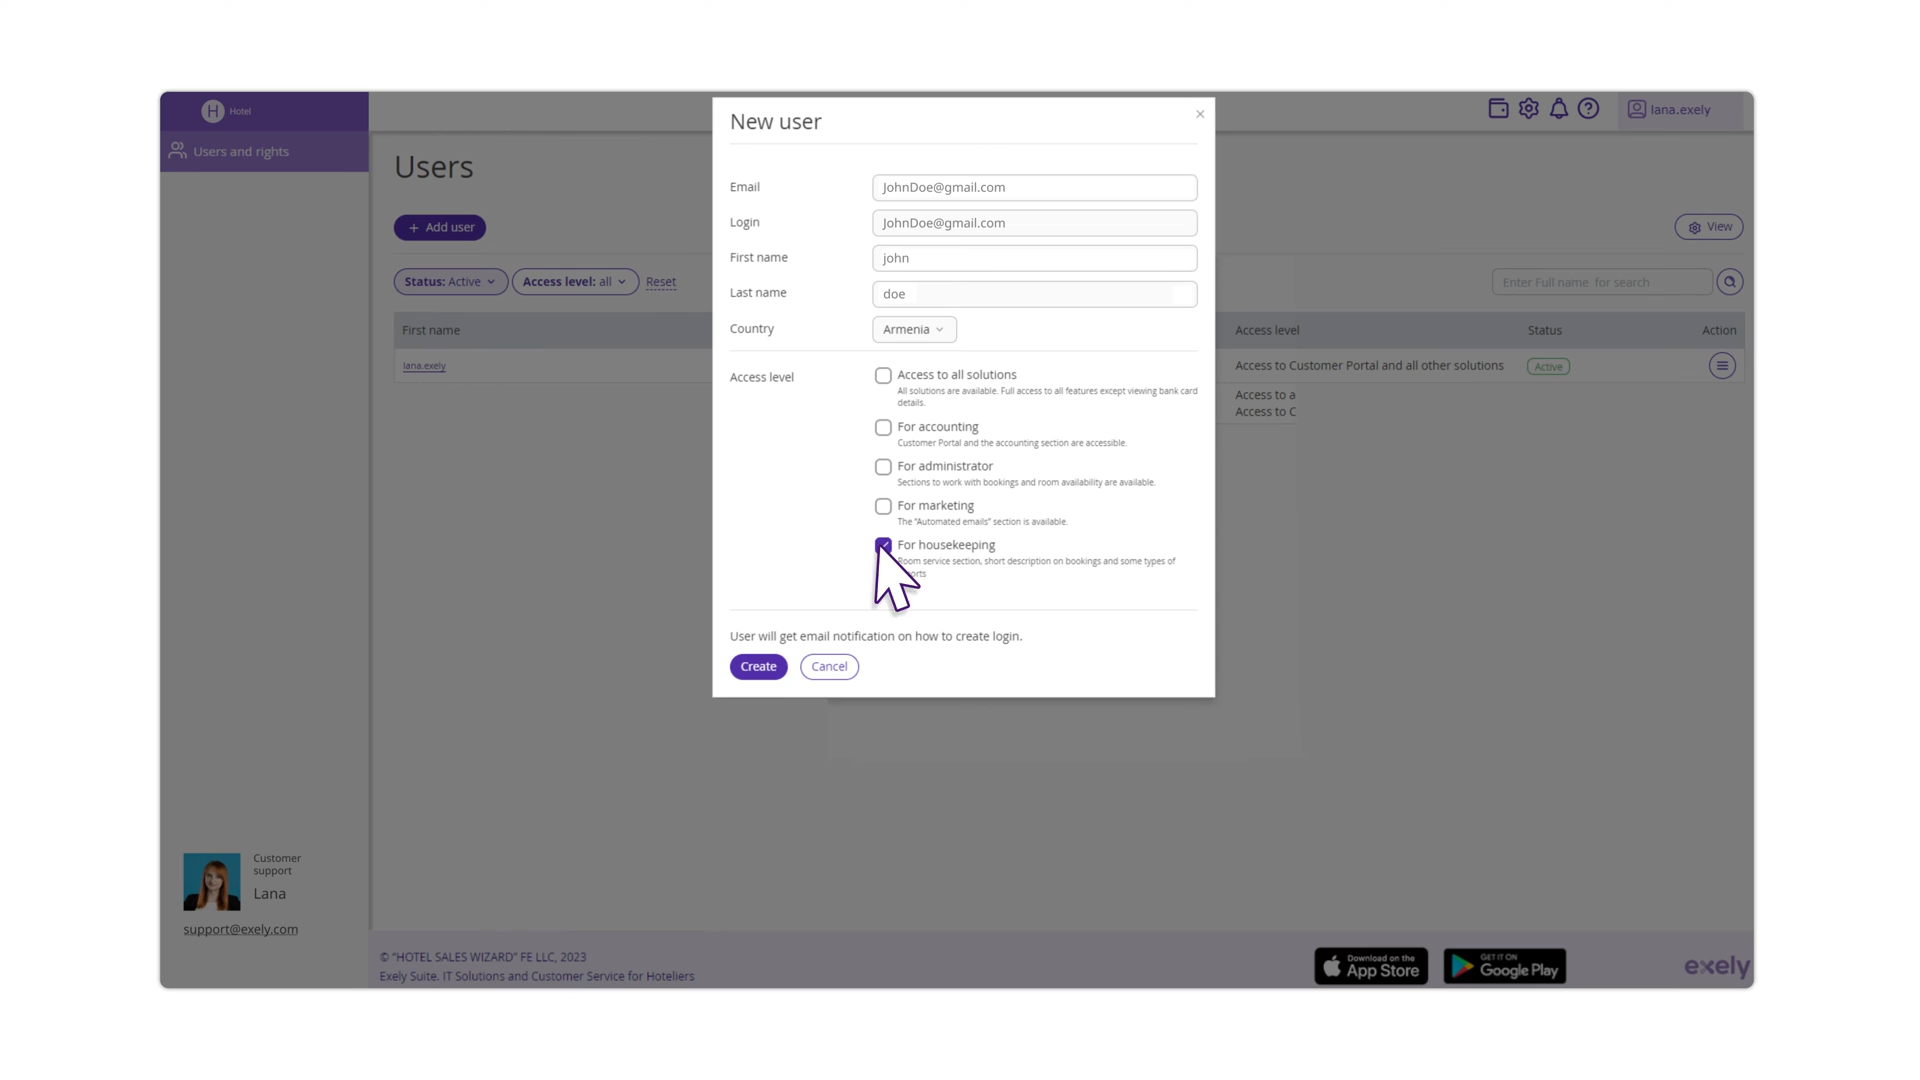 H Hotel
Users and rights
lana.exely
Users
+ Add user
View
Status: Active
Access level: all
Reset
Enter Full name for search
First name
Access level
Status
Action
lana.exely
Access to Customer Portal and all other solutions
Active
Access to a
Access to C
New user
×
Email
JohnDoe@gmail.com
Login
JohnDoe@gmail.com
First name
john
Last name
doe
Country
Armenia
Access level
Access to all solutions
All solutions are available. Full access to all features except viewing bank card
details.
For accounting
Customer Portal and the accounting section are accessible.
For administrator
Sections to work with bookings and room availability are available.
For marketing
The “Automated emails” section is available.
For housekeeping
Room service section, short description on bookings and some types of
User will get email notification on how to create login.
Create
Cancel
Customer
support
Lana
support@exely.com
© “HOTEL SALES WIZARD” FE LLC, 2023
Exely Suite. IT Solutions and Customer Service for Hoteliers
Download on the
App Store
GET IT ON
Google Play
exely